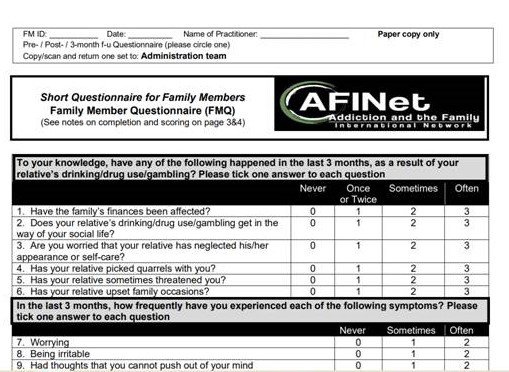 FM ID: __________ Date: _________ Name of Practitioner: ___________________ Paper copy only
Pre- / Post- / 3-month f-u Questionnaire (please circle one)
Copy/scan and return one set to: Administration team
Short Questionnaire for Family Members
Family Member Questionnaire (FMQ)
(See notes on completion and scoring on page 3&4)
AFINet
Addiction and the Family
International Network
To your knowledge, have any of the following happened in the last 3 months, as a result of your
relative's drinking/drug use/gambling? Please tick one answer to each question
Never Once Sometimes Often
or Twice
1. Have the family's finances been affected? 0 1 2 3
2. Does your relative's drinking/drug use/gambling get in the 0 1 2 3
way of your social life?
3. Are you worried that your relative has neglected his/her 0 1 2 3
appearance or self-care?
4. Has your relative picked quarrels with you? 0 1 2 3
5. Has your relative sometimes threatened you? 0 1 2 3
6. Has your relative upset family occasions? 0 1 2 3
In the last 3 months, how frequently have you experienced each of the following symptoms? Please
tick one answer to each question
Never Sometimes Often
7. Worrying 0 1 2
8. Being irritable 0 1 2
9. Had thoughts that you cannot push out of your mind 0 1 2